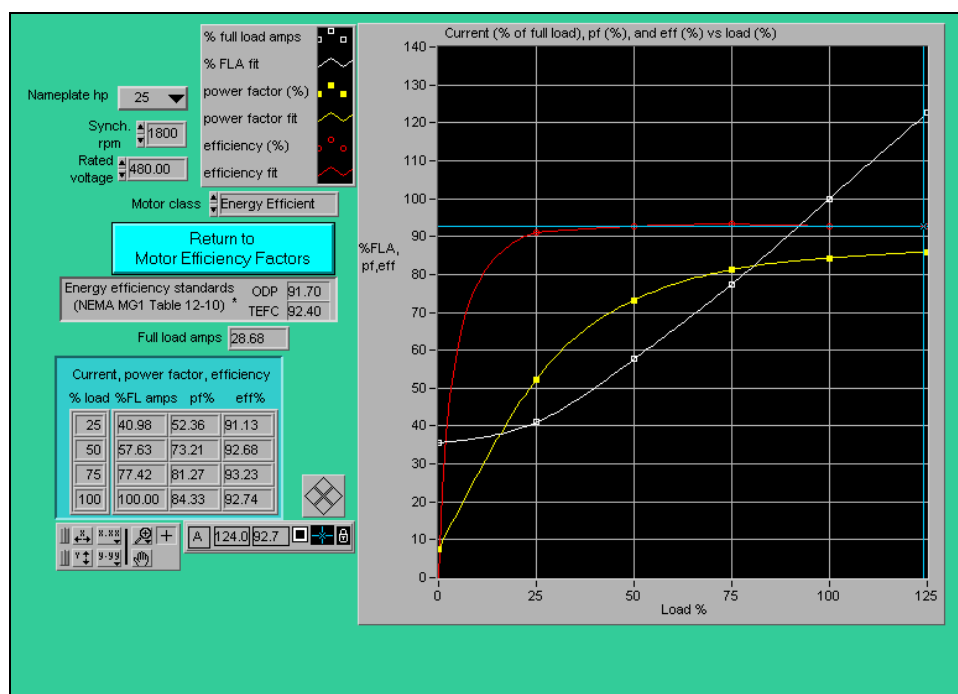 % full load amps
% FLA fit
power factor (%)
power factor fit
efficiency (%)
efficiency fit
Nameplate hp 25
Synch. rpm 1800
Rated voltage 480.00
Motor class Energy Efficient
Return to
Motor Efficiency Factors
Energy efficiency standards ODP 91.70
(NEMA MG1 Table 12-10) * TEFC 92.40
Full load amps 28.68
Current, power factor, efficiency
% load %FL amps pf% eff%
25 40.98 52.36 91.13
50 57.63 73.21 92.68
75 77.42 81.27 93.23
100 100.00 84.33 92.74
X X.XX
Y Y.YY
A 124.0 92.7
Current (% of full load), pf (%), and eff (%) vs load (%)
140
130
120
110
100
90
80
70
60
50
40
30
20
10
0
%FLA,
pf,eff
0 25 50 75 100 125
Load %